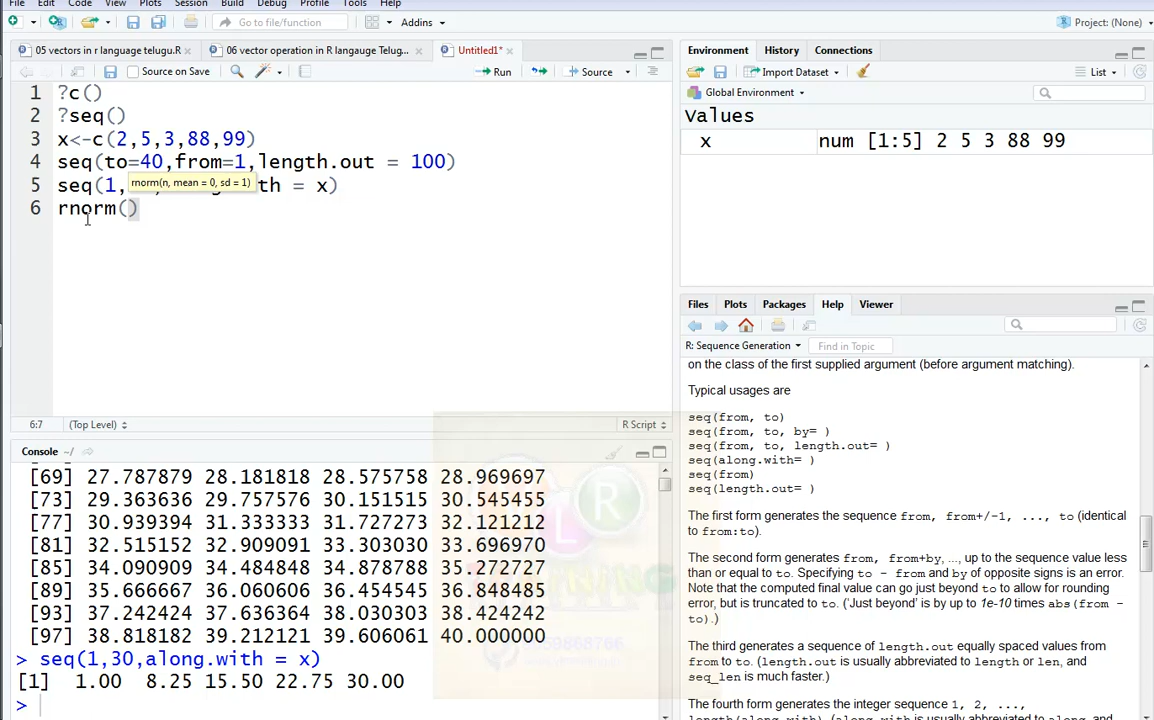 File Edit Code View Plots Session Build Debug Profile Tools Help
Go to file/function Addins Project: (None)
05 vectors in r language telugu.R 06 vector operation in R langauge Telug... Untitled1*
Source on Save Run Source
1 ?c()
2 ?seq()
3 x<-c(2,5,3,88,99)
4 seq(to=40,from=1,length.out = 100)
rnorm(n, mean = 0, sd = 1)
5 seq(1, th = x)
6 rnorm()
6:7 (Top Level) R Script
Console ~/
[69] 27.787879 28.181818 28.575758 28.969697
[73] 29.363636 29.757576 30.151515 30.545455
[77] 30.939394 31.333333 31.727273 32.121212
[81] 32.515152 32.909091 33.303030 33.696970
[85] 34.090909 34.484848 34.878788 35.272727
[89] 35.666667 36.060606 36.454545 36.848485
[93] 37.242424 37.636364 38.030303 38.424242
[97] 38.818182 39.212121 39.606061 40.000000
> seq(1,30,along.with = x)
[1] 1.00 8.25 15.50 22.75 30.00
>
Environment History Connections
Import Dataset List
Global Environment
Values
x num [1:5] 2 5 3 88 99
Files Plots Packages Help Viewer
R: Sequence Generation Find in Topic
on the class of the first supplied argument (before argument matching).
Typical usages are
seq(from, to)
seq(from, to, by= )
seq(from, to, length.out= )
seq(along.with= )
seq(from)
seq(length.out= )
The first form generates the sequence from, from+/-1, ..., to (identical
to from:to).
The second form generates from, from+by, ..., up to the sequence value less
than or equal to to. Specifying to - from and by of opposite signs is an error.
Note that the computed final value can go just beyond to to allow for rounding
error, but is truncated to to. ('Just beyond' is by up to 1e-10 times abs(from -
to).)
The third generates a sequence of length.out equally spaced values from
from to to. (length.out is usually abbreviated to length or len, and
seq_len is much faster.)
The fourth form generates the integer sequence 1, 2, ...,
length(along.with). (along.with is usually abbreviated to along, and